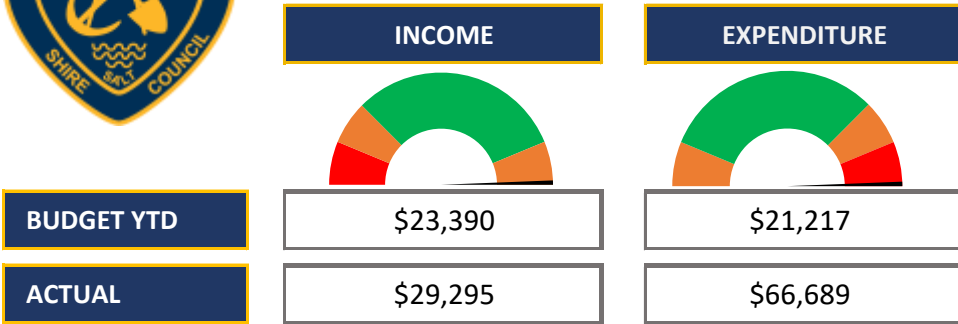 SHIRE SALT COUNCIL
INCOME EXPENDITURE
BUDGET YTD $23,390 $21,217
ACTUAL $29,295 $66,689